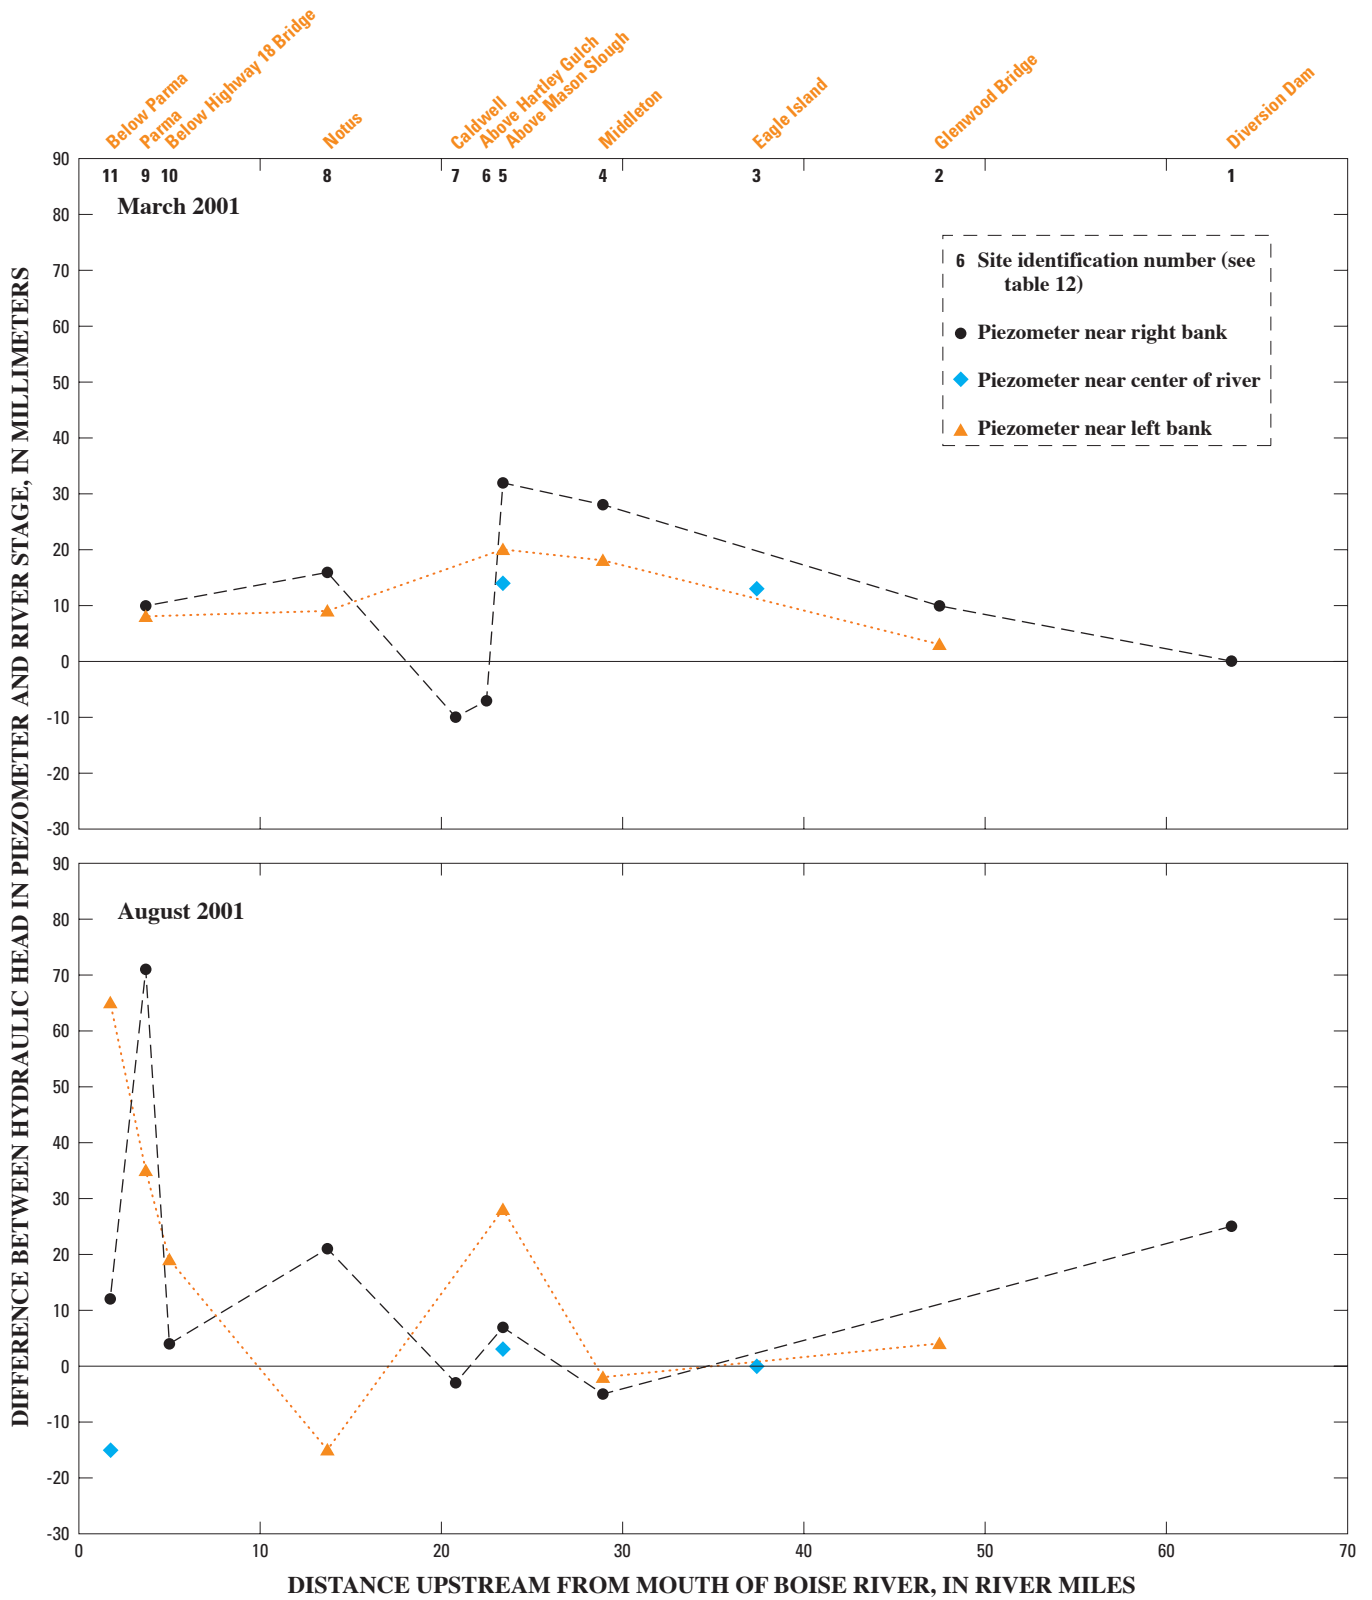 Below Parma
Parma
Below Highway 18 Bridge
Notus
Caldwell
Above Hartley Gulch
Above Mason Slough
Middleton
Eagle Island
Glenwood Bridge
Diversion Dam
11 9 10 8 7 6 5 4 3 2 1
March 2001
90
80
70
60
50
40
30
20
10
0
-10
-20
-30
6 Site identification number (see
table 12)
Piezometer near right bank
Piezometer near center of river
Piezometer near left bank
DIFFERENCE BETWEEN HYDRAULIC HEAD IN PIEZOMETER AND RIVER STAGE, IN MILLIMETERS
August 2001
90
80
70
60
50
40
30
20
10
0
-10
-20
-30
0 10 20 30 40 50 60 70
DISTANCE UPSTREAM FROM MOUTH OF BOISE RIVER, IN RIVER MILES